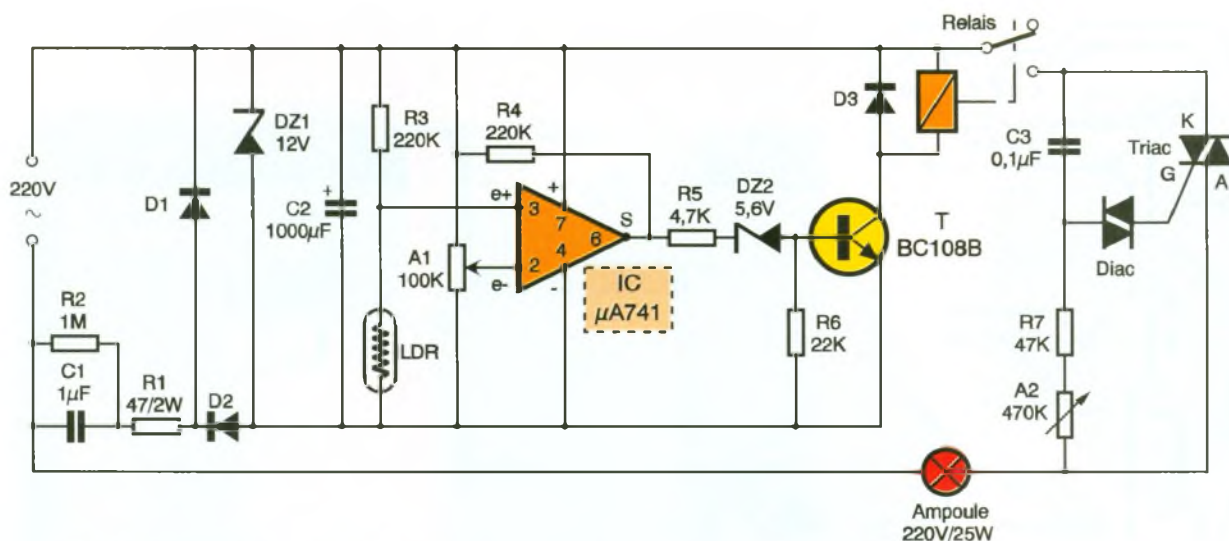 Relais
220V
~
R2
1M
C1
1µF
R1
47/2W
D2
D1
DZ1
12V
+
C2
1000µF
R3
220K
LDR
R4
220K
A1
100K
e+
3
+
7
e-
2
4
-
6
S
IC
µA741
R5
4,7K
DZ2
5,6V
R6
22K
T
BC108B
D3
C3
0,1µF
K
Triac
G
A
Diac
R7
47K
A2
470K
Ampoule
220V/25W